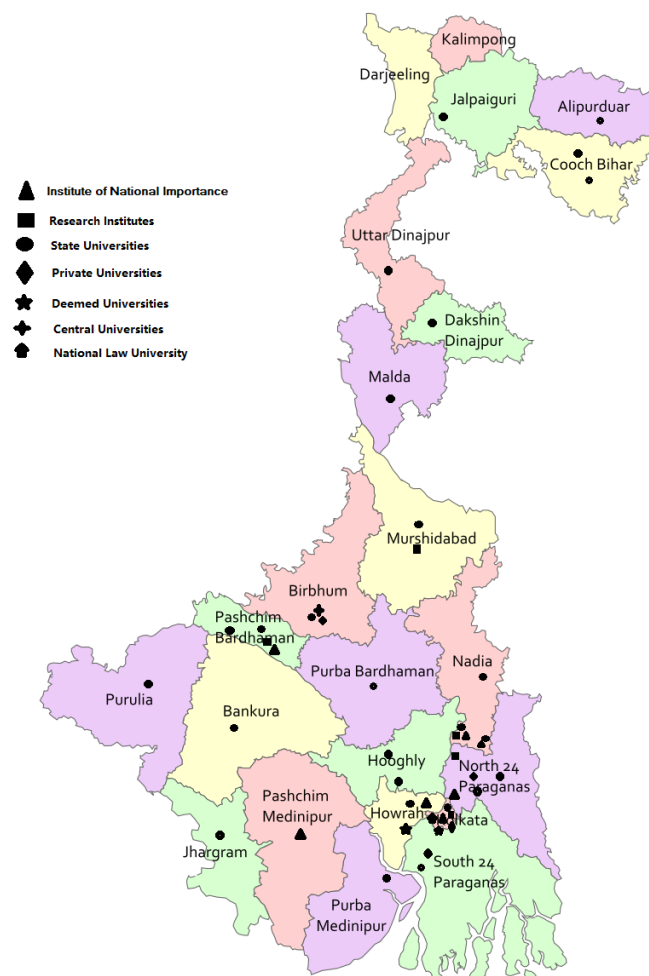 Kalimpong
Darjeeling
Jalpaiguri
Alipurduar
Cooch Bihar
Institute of National Importance
Research Institutes
State Universities
Private Universities
Deemed Universities
Central Universities
National Law University
Uttar Dinajpur
Dakshin
Dinajpur
Malda
Murshidabad
Birbhum
Pashchim
Bardhaman
Purba Bardhaman
Nadia
Purulia
Bankura
Hooghly
North 24
Paraganas
Pashchim
Medinipur
Howrah
lkata
Jhargram
South 24
Paraganas
Purba
Medinipur